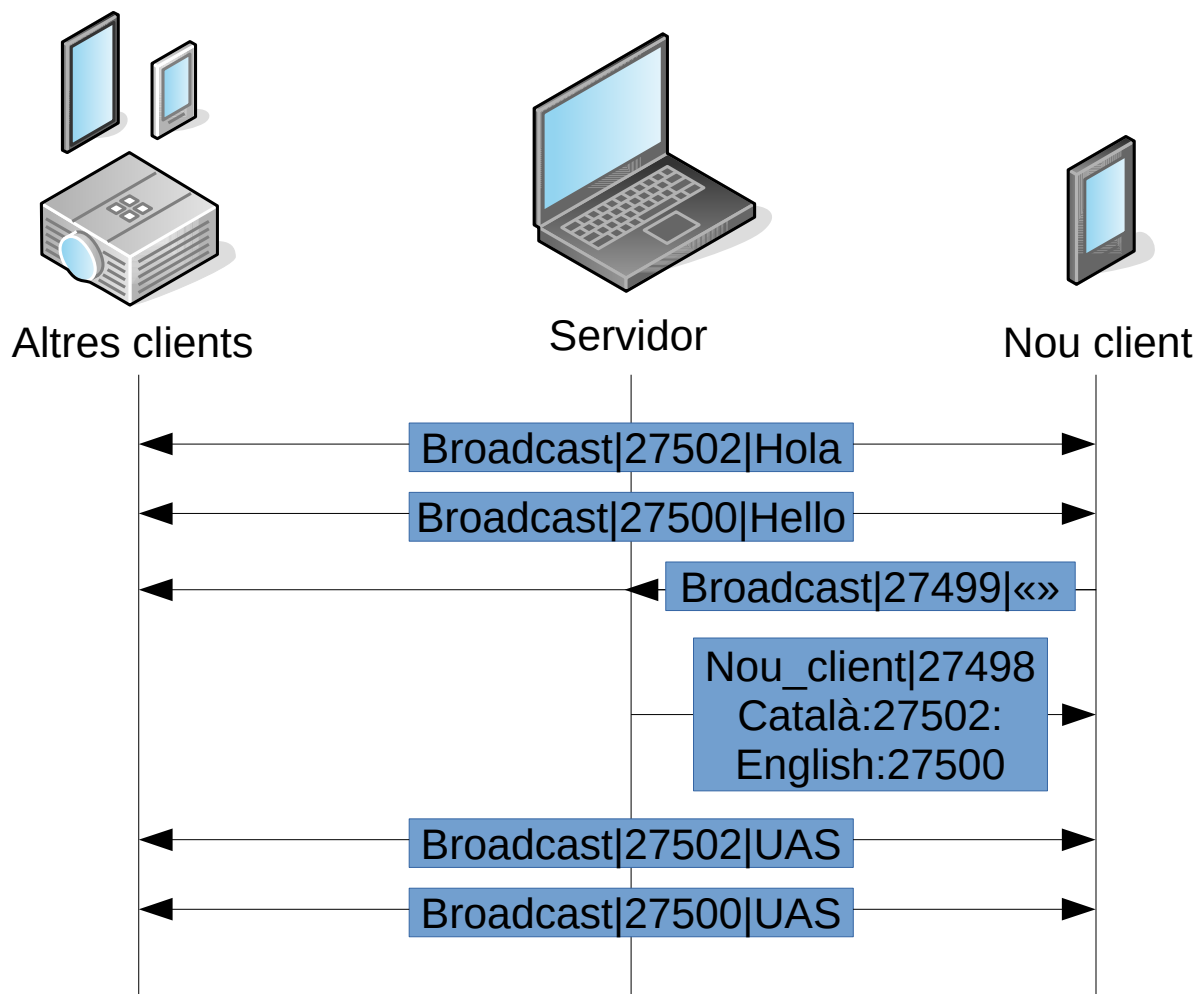 Altres clients
Servidor
Nou client
Broadcast|27502|Hola
Broadcast|27500|Hello
Broadcast|27499|«»
Nou_client|27498
Català:27502:
English:27500
Broadcast|27502|UAS
Broadcast|27500|UAS